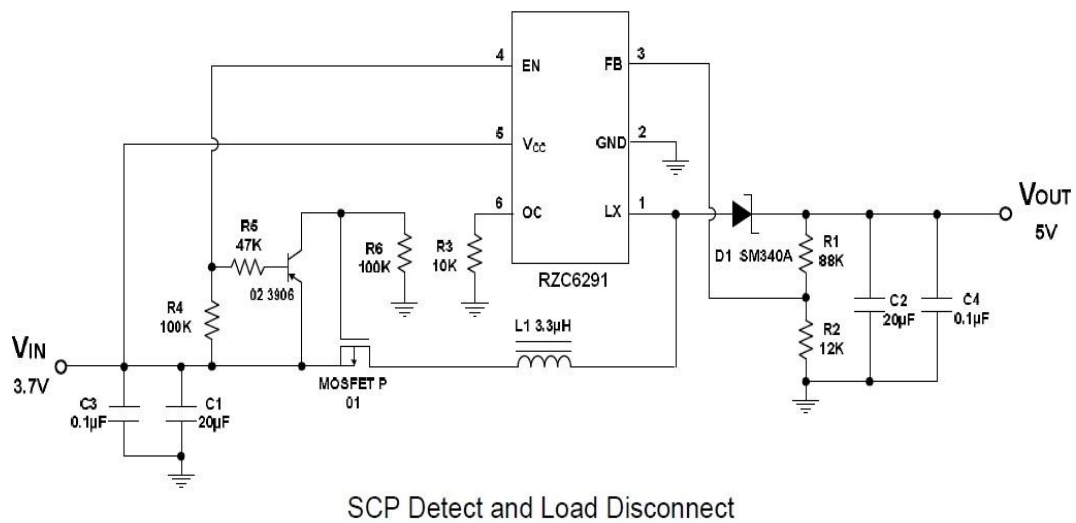 4 EN
FB 3
5 VCC
GND 2
6 OC
LX 1
RZC6291
R5
47K
R6
100K
R3
10K
02 3906
R4
100K
VIN
3.7V
C3
0.1µF
C1
20µF
MOSFET P
01
L1 3.3µH
D1 SM340A
R1
88K
R2
12K
C2
20µF
C4
0.1µF
VOUT
5V
SCP Detect and Load Disconnect